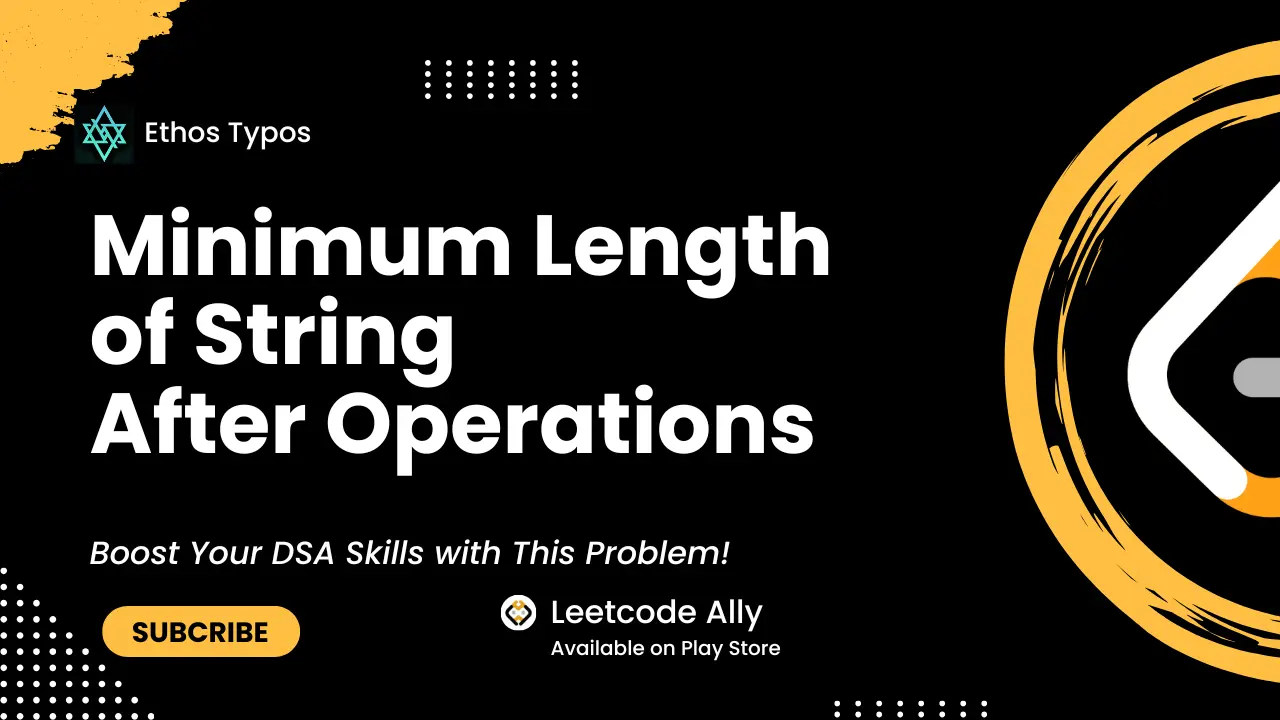 Ethos Typos
Minimum Length
of String
After Operations
Boost Your DSA Skills with This Problem!
SUBCRIBE
Leetcode Ally
Available on Play Store